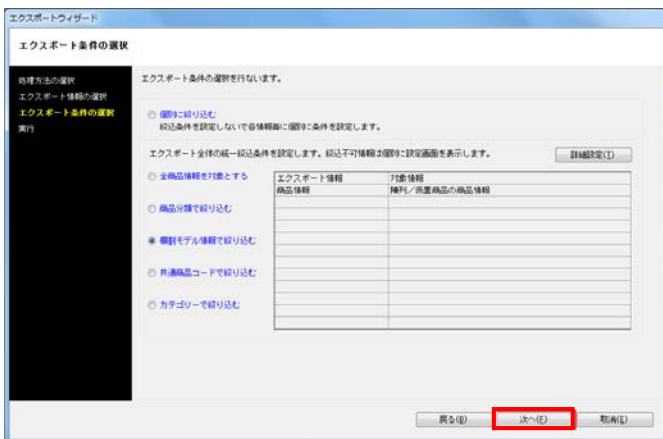 エクスポートウィザード
エクスポート条件の選択
処理方法の選択
エクスポート情報の選択
エクスポート条件の選択
実行
エクスポート条件の選択を行ないます。
個別に絞り込む
絞込条件を設定しないで各情報毎に個別に条件を設定します。
エクスポート全体の統一絞込条件を設定します。絞込不可情報は個別に設定画面を表示します。
詳細設定(T)
全商品情報を対象とする
商品分類で絞り込む
棚割モデル情報で絞り込む
共通商品コードで絞り込む
カテゴリーで絞り込む
エクスポート情報 対象情報
商品情報 陳列／仮置商品の商品情報
戻る(B) 次へ(F) 取消(E)